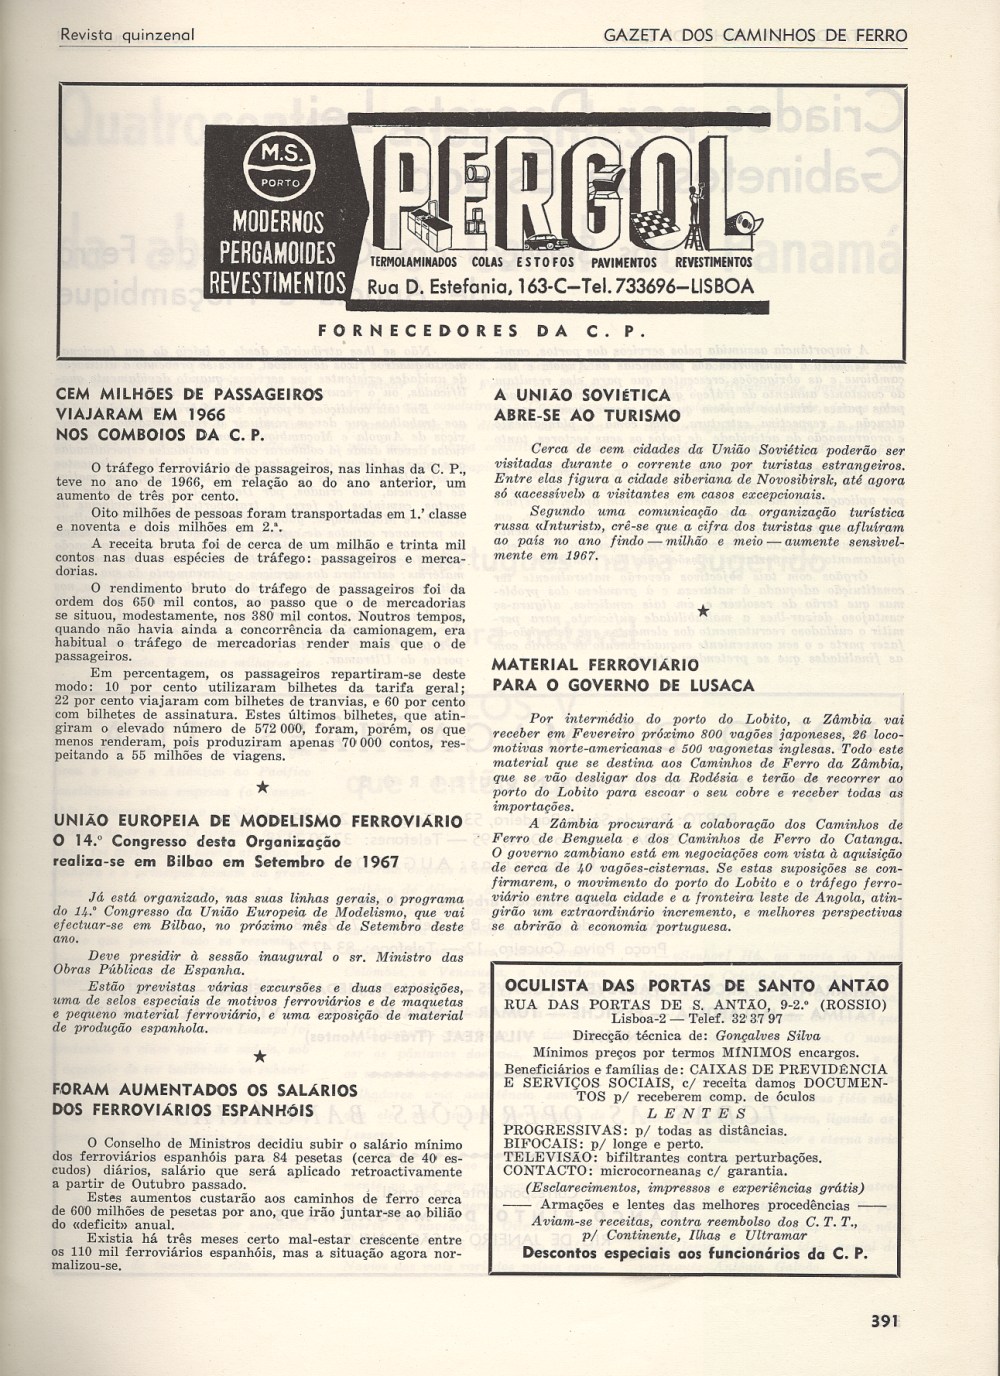 Revista quinzenal
GAZETA DOS CAMINHOS DE FERRO
M.S.
PORTO
MODERNOS
PERGAMOIDES
REVESTIMENTOS
PERGOL
TERMOLAMINADOS COLAS ESTOFOS PAVIMENTOS REVESTIMENTOS
Rua D. Estefania, 163-C—Tel. 733696—LISBOA
FORNECEDORES DA C. P.
CEM MILHÕES DE PASSAGEIROS
VIAJARAM EM 1966
NOS COMBOIOS DA C. P.
O tráfego ferroviário de passageiros, nas linhas da C. P.,
teve no ano de 1966, em relação ao do ano anterior, um
aumento de três por cento.
Oito milhões de pessoas foram transportadas em 1.ª classe
e noventa e dois milhões em 2.ª.
A receita bruta foi de cerca de um milhão e trinta mil
contos nas duas espécies de tráfego: passageiros e merca-
dorias.
O rendimento bruto do tráfego de passageiros foi da
ordem dos 650 mil contos, ao passo que o de mercadorias
se situou, modestamente, nos 380 mil contos. Noutros tempos,
quando não havia ainda a concorrência da camionagem, era
habitual o tráfego de mercadorias render mais que o de
passageiros.
Em percentagem, os passageiros repartiram-se deste
modo: 10 por cento utilizaram bilhetes da tarifa geral;
22 por cento viajaram com bilhetes de tranvias, e 60 por cento
com bilhetes de assinatura. Estes últimos bilhetes, que atin-
giram o elevado número de 572 000, foram, porém, os que
menos renderam, pois produziram apenas 70 000 contos, res-
peitando a 55 milhões de viagens.
★
UNIÃO EUROPEIA DE MODELISMO FERROVIÁRIO
O 14.º Congresso desta Organização
realiza-se em Bilbao em Setembro de 1967
Já está organizado, nas suas linhas gerais, o programa
do 14.º Congresso da União Europeia de Modelismo, que vai
efectuar-se em Bilbao, no próximo mês de Setembro deste
ano.
Deve presidir à sessão inaugural o sr. Ministro das
Obras Públicas de Espanha.
Estão previstas várias excursões e duas exposições,
uma de selos especiais de motivos ferroviários e de maquetas
e pequeno material ferroviário, e uma exposição de material
de produção espanhola.
★
FORAM AUMENTADOS OS SALÁRIOS
DOS FERROVIÁRIOS ESPANHÓIS
O Conselho de Ministros decidiu subir o salário mínimo
dos ferroviários espanhóis para 84 pesetas (cerca de 40 es-
cudos) diários, salário que será aplicado retroactivamente
a partir de Outubro passado.
Estes aumentos custarão aos caminhos de ferro cerca
de 600 milhões de pesetas por ano, que irão juntar-se ao bilião
do «deficit» anual.
Existia há três meses certo mal-estar crescente entre
os 110 mil ferroviários espanhóis, mas a situação agora nor-
malizou-se.
A UNIÃO SOVIÉTICA
ABRE-SE AO TURISMO
Cerca de cem cidades da União Soviética poderão ser
visitadas durante o corrente ano por turistas estrangeiros.
Entre elas figura a cidade siberiana de Novosibirsk, até agora
só «acessível» a visitantes em casos excepcionais.
Segundo uma comunicação da organização turística
russa «Inturist», crê-se que a cifra dos turistas que afluíram
ao país no ano findo — milhão e meio — aumente sensìvel-
mente em 1967.
★
MATERIAL FERROVIÁRIO
PARA O GOVERNO DE LUSACA
Por intermédio do porto do Lobito, a Zâmbia vai
receber em Fevereiro próximo 800 vagões japoneses, 26 loco-
motivas norte-americanas e 500 vagonetas inglesas. Todo este
material que se destina aos Caminhos de Ferro da Zâmbia,
que se vão desligar dos da Rodésia e terão de recorrer ao
porto do Lobito para escoar o seu cobre e receber todas as
importações.
A Zâmbia procurará a colaboração dos Caminhos de
Ferro de Benguela e dos Caminhos de Ferro do Catanga.
O governo zambiano está em negociações com vista à aquisição
de cerca de 40 vagões-cisternas. Se estas suposições se con-
firmarem, o movimento do porto do Lobito e o tráfego ferro-
viário entre aquela cidade e a fronteira leste de Angola, atin-
girão um extraordinário incremento, e melhores perspectivas
se abrirão à economia portuguesa.
OCULISTA DAS PORTAS DE SANTO ANTÃO
RUA DAS PORTAS DE S. ANTÃO, 9-2.º (ROSSIO)
Lisboa-2 — Telef. 32 37 97
Direcção técnica de: Gonçalves Silva
Mínimos preços por termos MÍNIMOS encargos.
Beneficiários e famílias de: CAIXAS DE PREVIDÊNCIA
E SERVIÇOS SOCIAIS, c/ receita damos DOCUMEN-
TOS p/ receberem comp. de óculos
LENTES
PROGRESSIVAS: p/ todas as distâncias.
BIFOCAIS: p/ longe e perto.
TELEVISÃO: bifiltrantes contra perturbações.
CONTACTO: microcorneanas c/ garantia.
(Esclarecimentos, impressos e experiências grátis)
—— Armações e lentes das melhores procedências ——
Aviam-se receitas, contra reembolso dos C. T. T.,
p/ Continente, Ilhas e Ultramar
Descontos especiais aos funcionários da C. P.
391